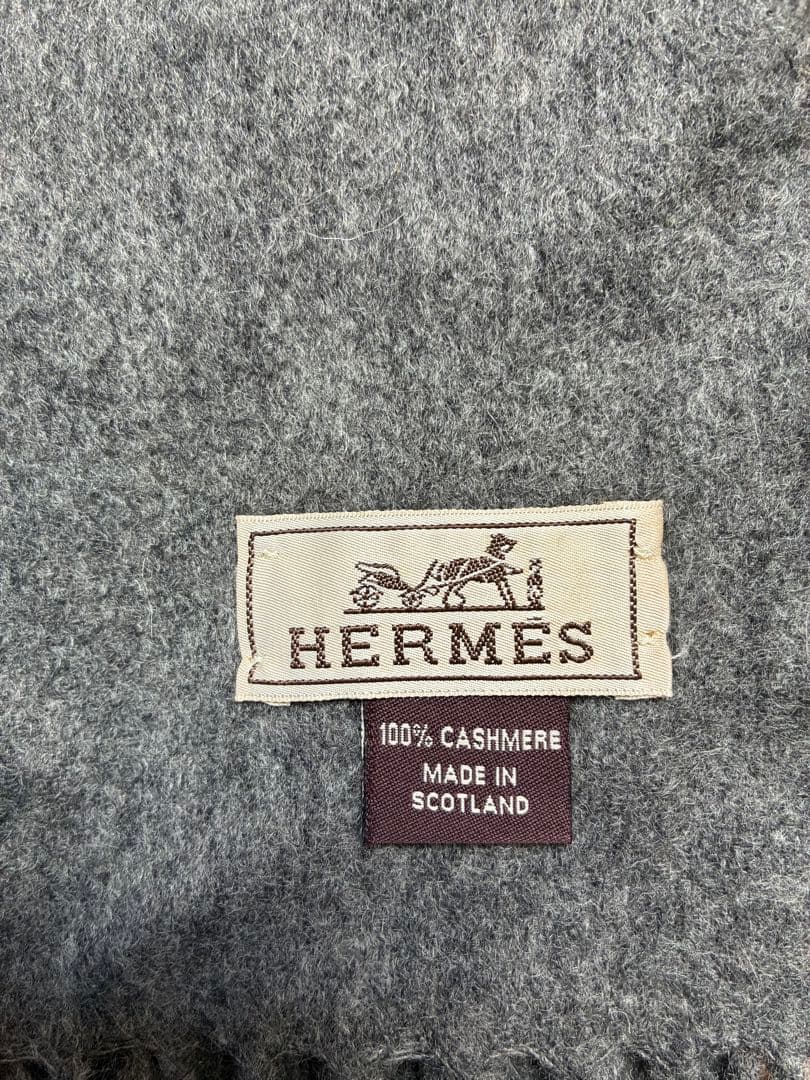 HERMÈS
100% CASHMERE
MADE IN
SCOTLAND